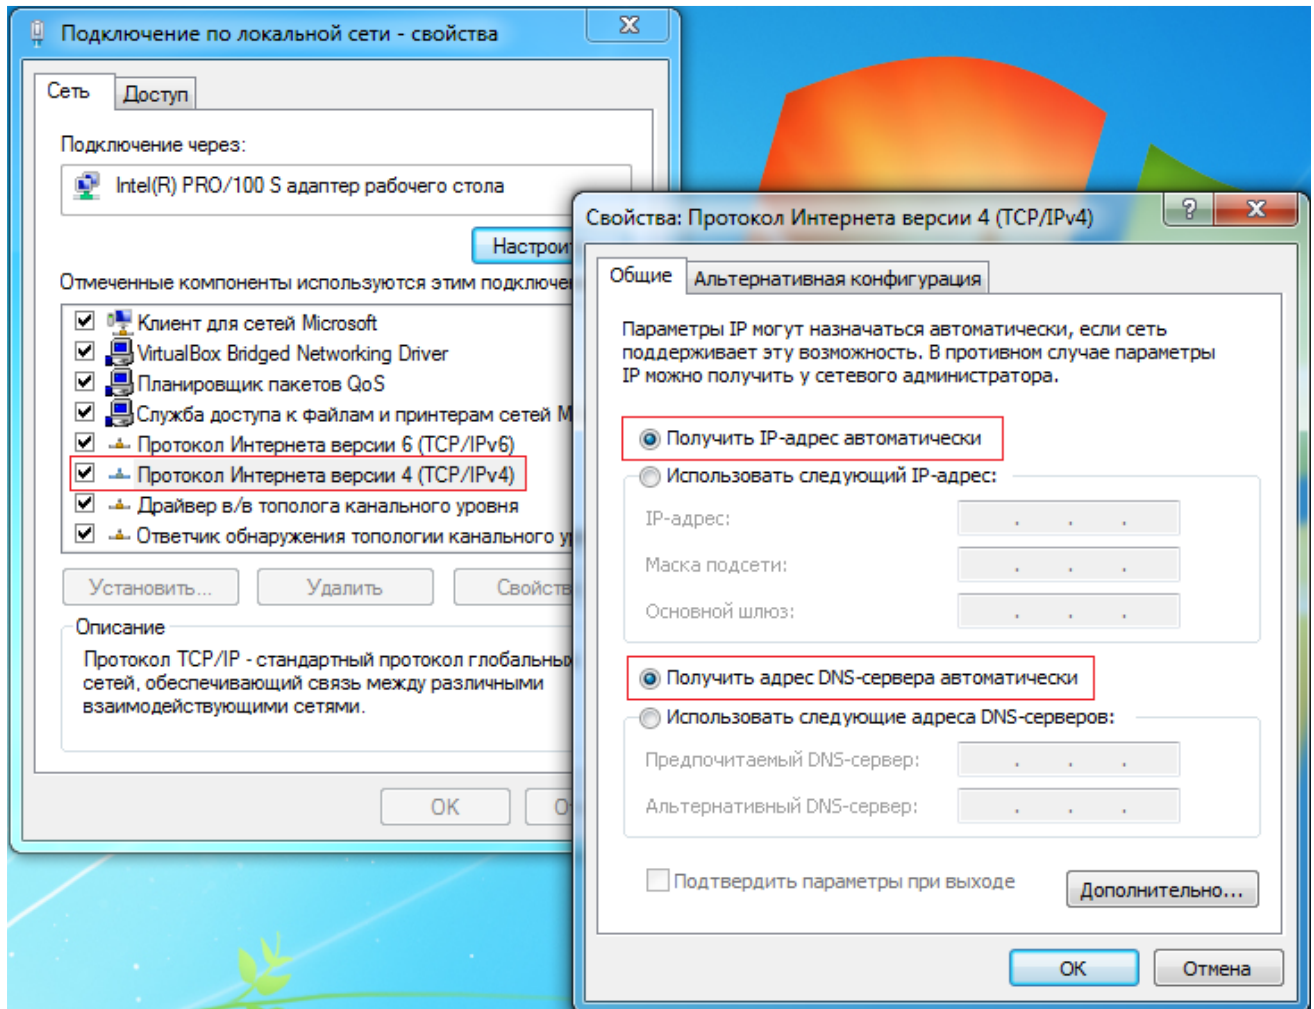 Подключение по локальной сети - свойства
Сеть
Доступ
Подключение через:
Intel(R) PRO/100 S адаптер рабочего стола
Отмеченные компоненты используются этим
Клиент для сетей Microsoft
VirtualBox Bridged Networking Driver
Планировщик пакетов QoS
Служба доступа к файлам и принтерам сетей
Протокол Интернета версии 6 (TCP/IPv6)
Протокол Интернета версии 4 (TCP/IPv4)
Драйвер в/в тополога канального уровня
Ответчик обнаружения топологии канального
Установить...
Удалить
Описание
Протокол TCP/IP - стандартный протокол глобальных
сетей, обеспечивающий связь между различными
взаимодействующими сетями.
OK
Свойства: Протокол Интернета версии 4 (TCP/IPv4)
Общие
Альтернативная конфигурация
Параметры IP могут назначаться автоматически, если сеть
поддерживает эту возможность. В противном случае параметры
IP можно получить у сетевого администратора.
Получить IP-адрес автоматически
Использовать следующий IP-адрес:
IP-адрес:
Маска подсети:
Основной шлюз:
Получить адрес DNS-сервера автоматически
Использовать следующие адреса DNS-серверов:
Предпочитаемый DNS-сервер:
Альтернативный DNS-сервер:
Подтвердить параметры при выходе
Дополнительно...
OK
Отмена